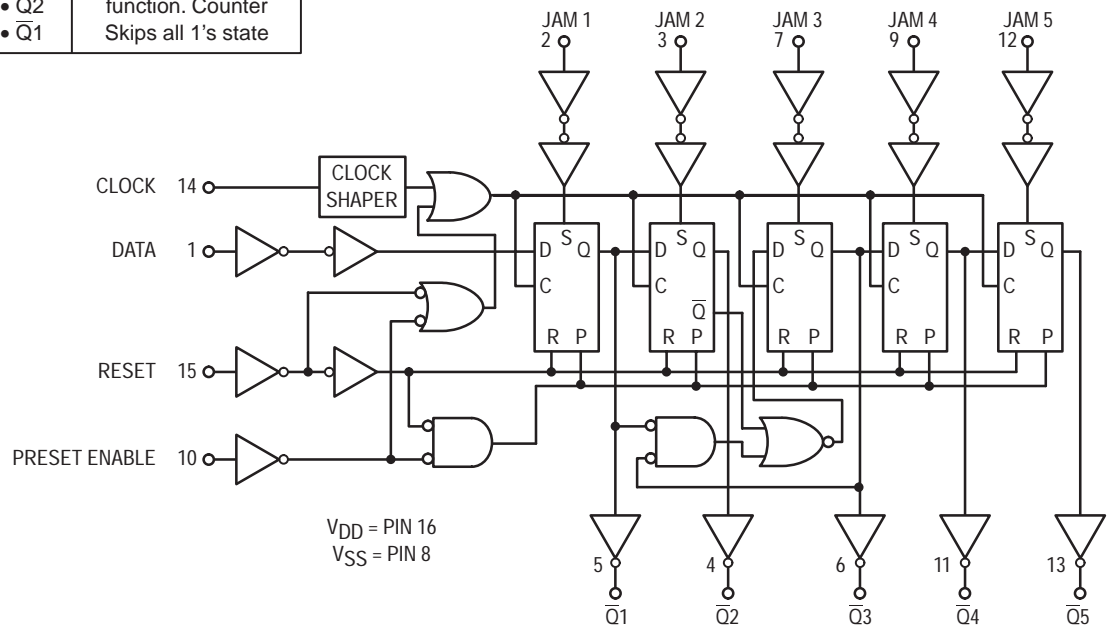 • Q2 function. Counter
• Q̅1 Skips all 1's state
JAM 1 JAM 2 JAM 3 JAM 4 JAM 5
2 3 7 9 12
CLOCK 14
CLOCK
SHAPER
DATA 1
S S S S S
D Q D Q D Q D Q D Q
C C C C C
Q̅
R P R P R P R P R P
RESET 15
PRESET ENABLE 10
VDD = PIN 16
VSS = PIN 8
5 4 6 11 13
Q̅1 Q̅2 Q̅3 Q̅4 Q̅5